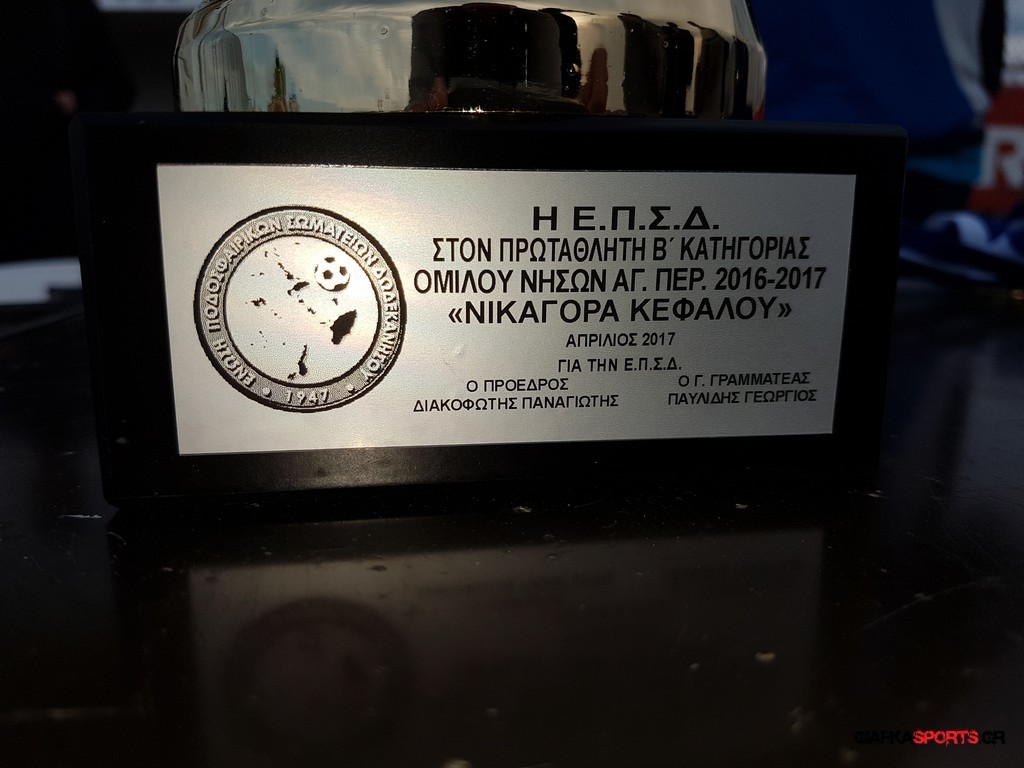 ΕΝΩΣΗ ΠΟΔΟΣΦΑΙΡΙΚΩΝ ΣΩΜΑΤΕΙΩΝ ΔΩΔΕΚΑΝΗΣΟΥ
• 1947 •
Η Ε.Π.Σ.Δ.
ΣΤΟΝ ΠΡΩΤΑΘΛΗΤΗ Β΄ ΚΑΤΗΓΟΡΙΑΣ
ΟΜΙΛΟΥ ΝΗΣΩΝ ΑΓ. ΠΕΡ. 2016-2017
«ΝΙΚΑΓΟΡΑ ΚΕΦΑΛΟΥ»
ΑΠΡΙΛΙΟΣ 2017
ΓΙΑ ΤΗΝ Ε.Π.Σ.Δ.
Ο ΠΡΟΕΔΡΟΣ Ο Γ. ΓΡΑΜΜΑΤΕΑΣ
ΔΙΑΚΟΦΩΤΗΣ ΠΑΝΑΓΙΩΤΗΣ ΠΑΥΛΙΔΗΣ ΓΕΩΡΓΙΟΣ
GIAFKASPORTS.GR